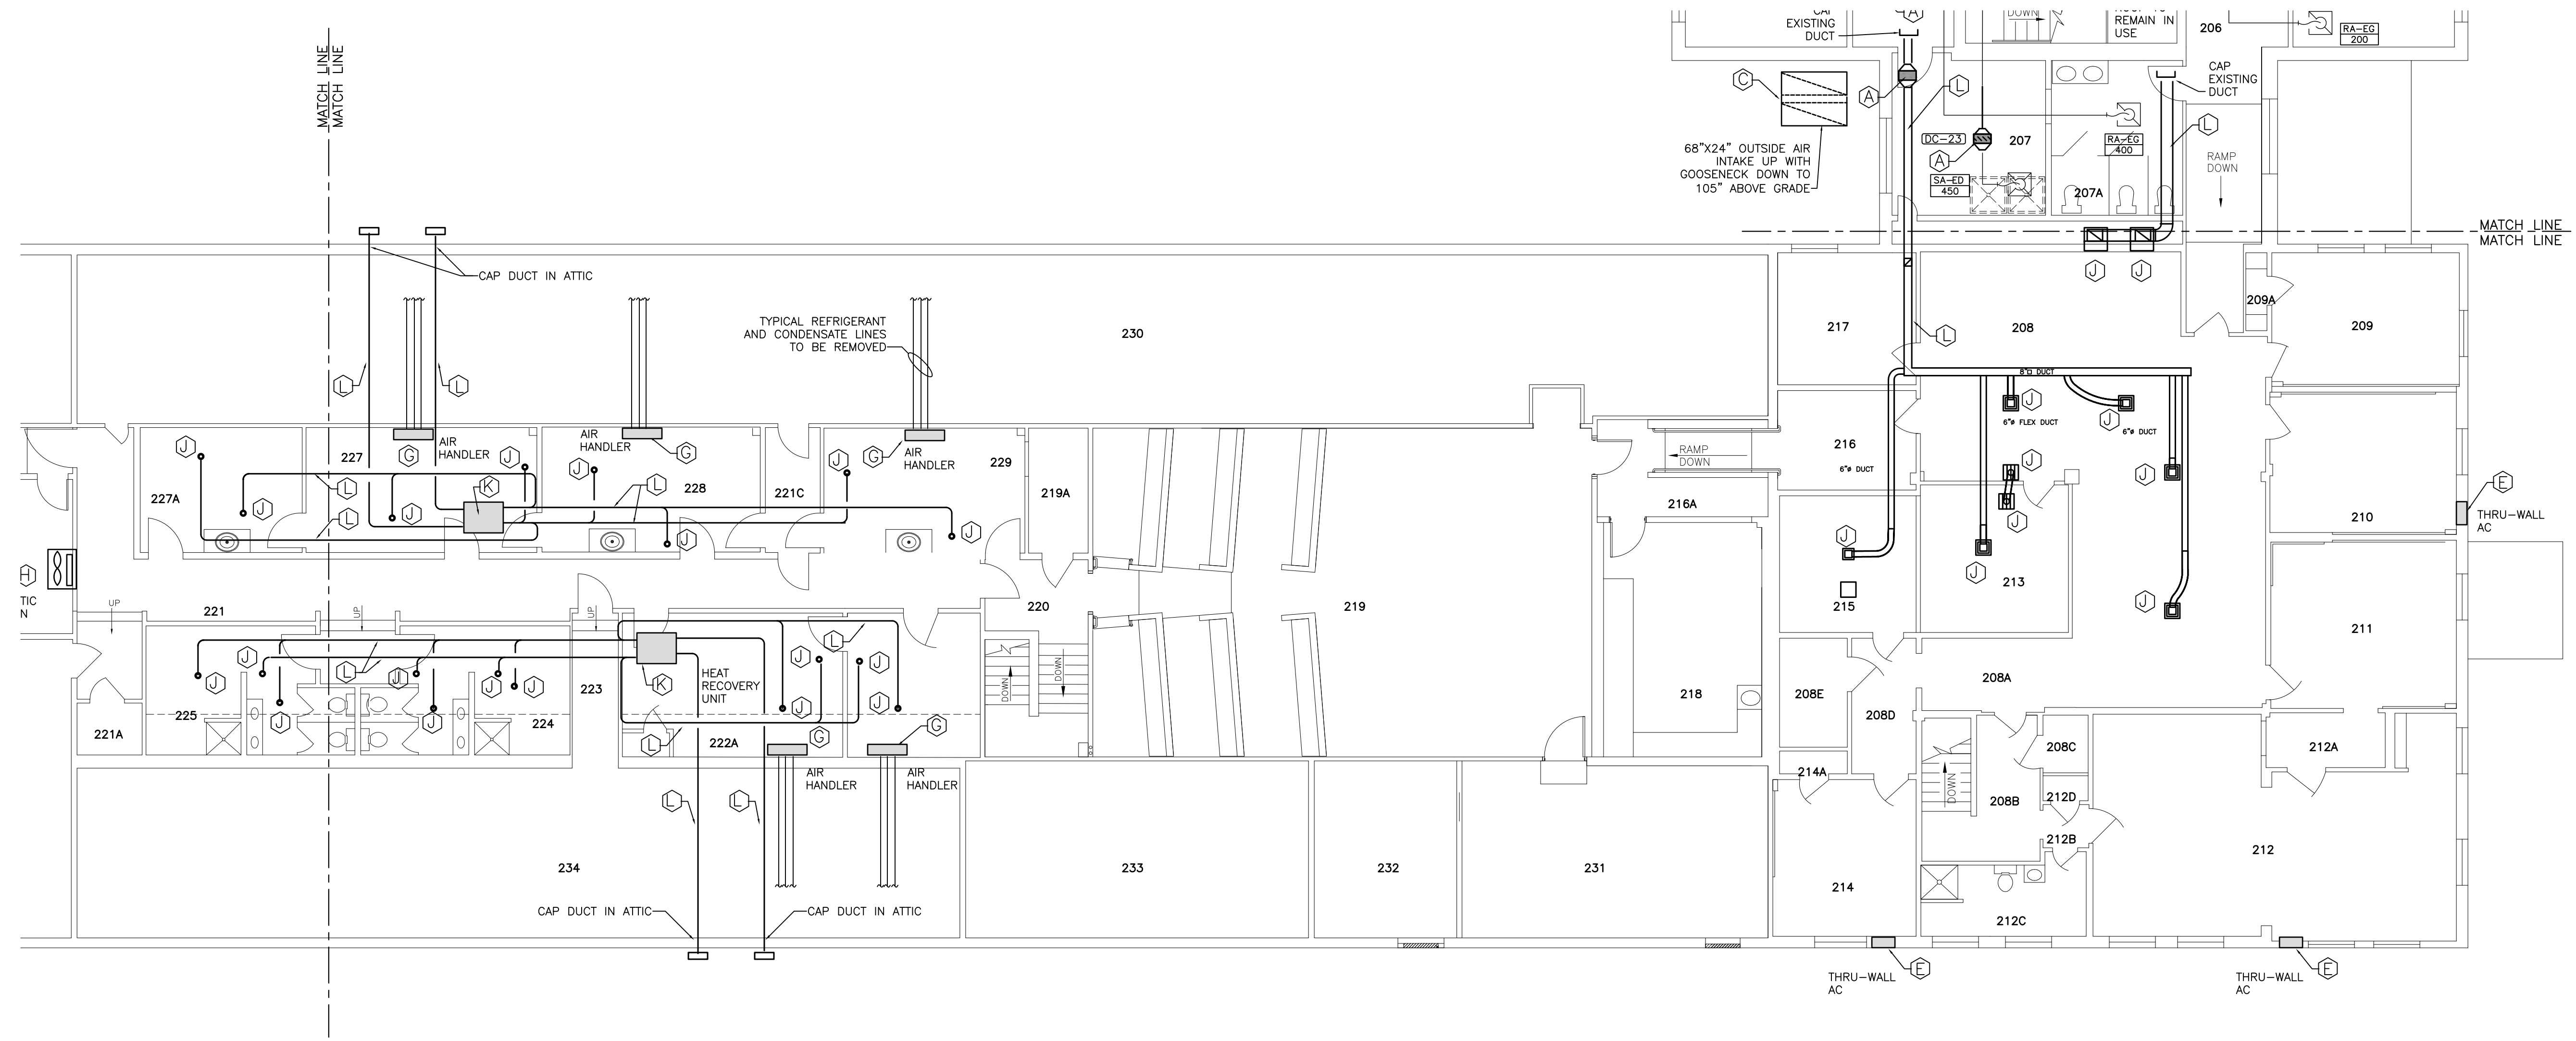 MATCH LINE
MATCH LINE
CAP
EXISTING
DUCT
A
DOWN
REMAIN IN
USE
206
RA-EG
200
CAP
EXISTING
DUCT
C
A
L
L
68"X24" OUTSIDE AIR
INTAKE UP WITH
GOOSENECK DOWN TO
105" ABOVE GRADE
DC-23
A
207
SA-ED
450
RA-EG
400
207A
RAMP
DOWN
MATCH LINE
MATCH LINE
J
J
CAP DUCT IN ATTIC
TYPICAL REFRIGERANT
AND CONDENSATE LINES
TO BE REMOVED
230
217
L
208
209A
209
L
L
8"□ DUCT
J
J
6"ø FLEX DUCT
6"ø DUCT
J
227
G
AIR
HANDLER
J
AIR
HANDLER
J
G
228
G
AIR
HANDLER
J
229
RAMP
DOWN
216
6"ø DUCT
J
J
227A
L
K
L
221C
219A
216A
E
THRU-WALL
AC
210
J
L
J
J
J
J
J
H
TIC
N
UP
221
UP
UP
220
219
215
J
213
J
211
J
J
L
J
J
J
HEAT
RECOVERY
UNIT
K
223
L
J
J
J
J
DOWN
DOWN
218
208E
208A
208D
225
J
J
224
221A
L
222A
G
G
AIR
HANDLER
AIR
HANDLER
214A
208C
212A
L
L
DOWN
208B
212D
212B
212
234
233
232
231
214
212C
CAP DUCT IN ATTIC
CAP DUCT IN ATTIC
E
THRU-WALL
AC
E
THRU-WALL
AC